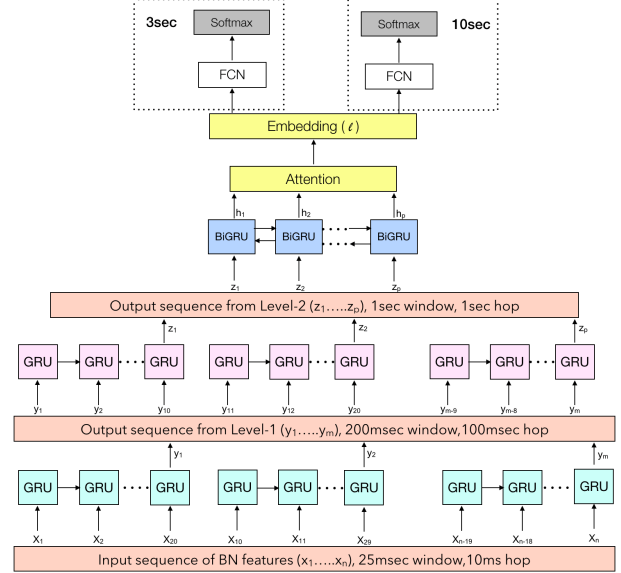 3sec Softmax Softmax 10sec
FCN FCN
Embedding (ℓ)
Attention
h1 h2 hp
BiGRU BiGRU BiGRU
z1 z2 zp
Output sequence from Level-2 (z1.....zp), 1sec window, 1sec hop
z1 z2 zp
GRU GRU GRU GRU GRU GRU GRU GRU GRU
y1 y2 y10 y11 y12 y20 ym-9 ym-8 ym
Output sequence from Level-1 (y1.....ym), 200msec window,100msec hop
y1 y2 ym
GRU GRU GRU GRU GRU GRU GRU GRU GRU
X1 X2 X20 X10 X11 X29 Xn-19 Xn-18 Xn
Input sequence of BN features (x1.....xn), 25msec window,10ms hop